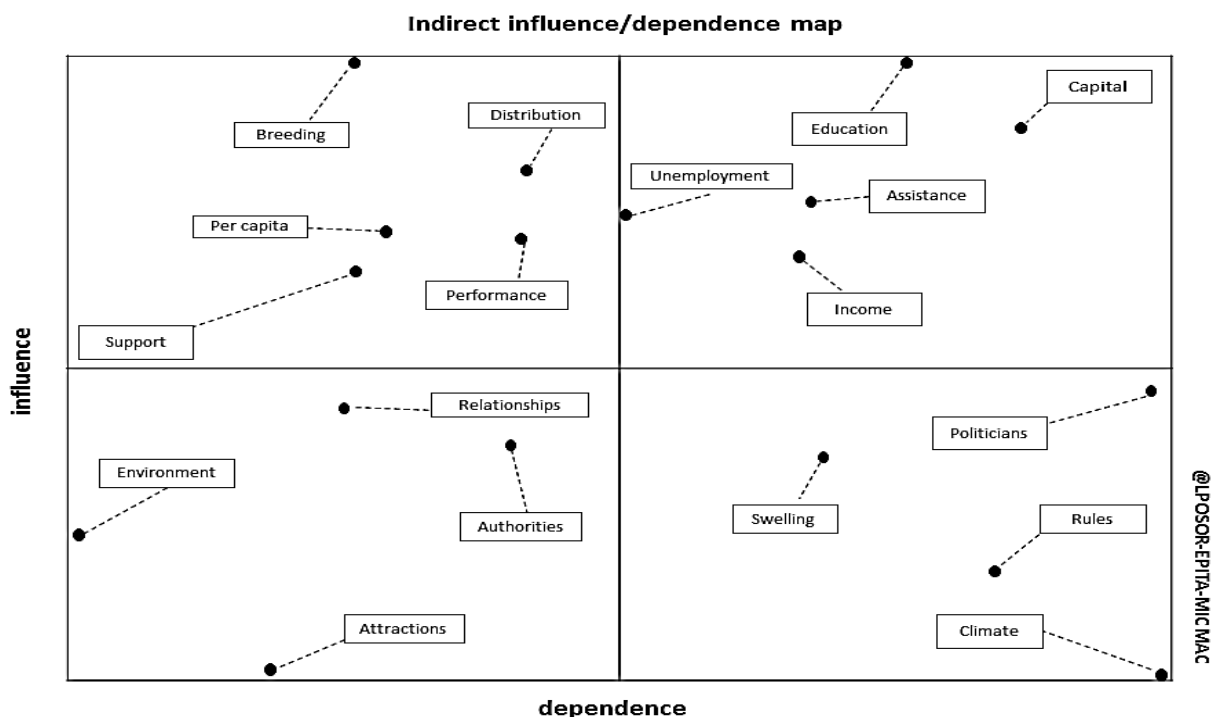 Indirect influence/dependence map
Capital
Distribution
Education
Breeding
Unemployment
Assistance
Per capita
Performance
Income
Support
influence
Relationships
Politicians
Environment
Authorities
Swelling
Rules
Attractions
Climate
@LPOSOR-EPITA-MICMAC
dependence